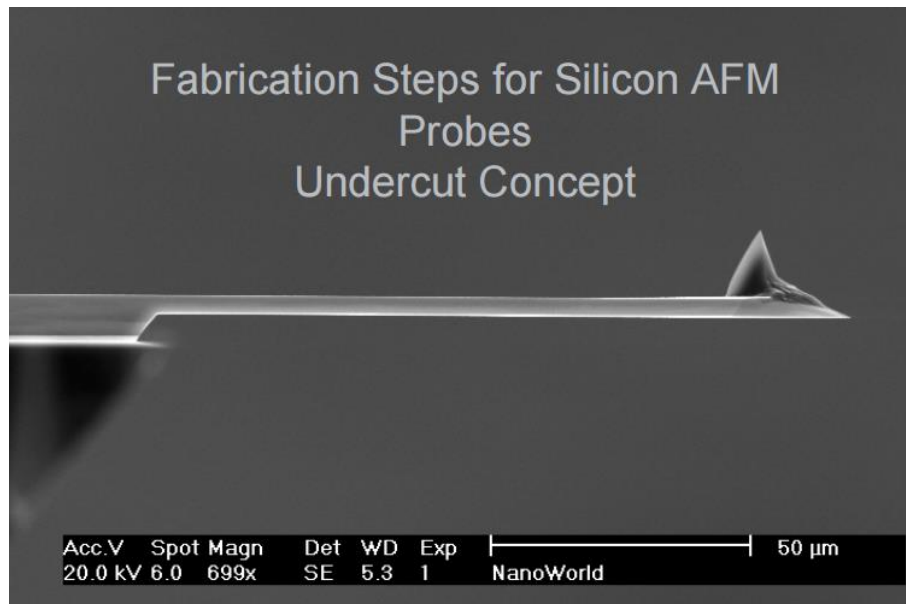 Fabrication Steps for Silicon AFM
Probes
Undercut Concept
Acc.V Spot Magn Det WD Exp 50 μm
20.0 kV 6.0 699x SE 5.3 1 NanoWorld